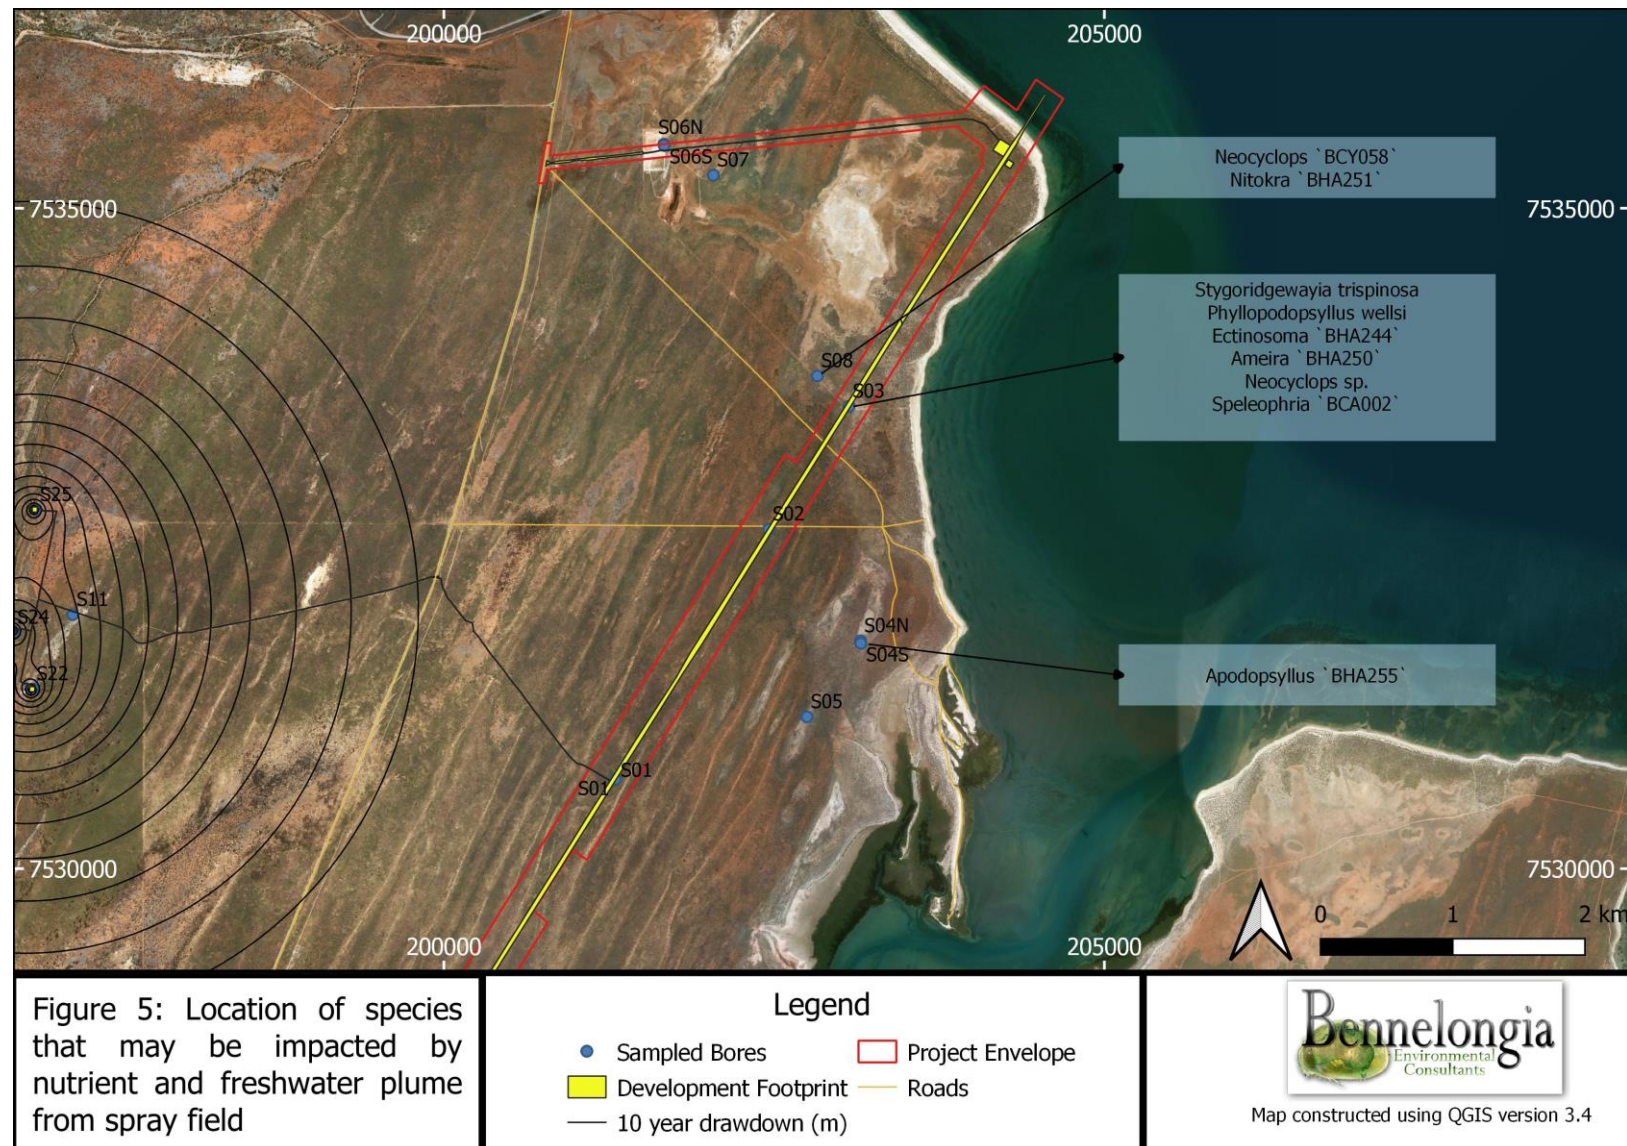 200000
205000
S06N
S06S
S07
Neocyclops `BCY058`
Nitokra `BHA251`
7535000
7535000
Stygoridgewayia trispinosa
Phyllopodopsyllus wellsi
Ectinosoma `BHA244`
Ameira `BHA250`
Neocyclops sp.
Speleophria `BCA002`
S08
S03
S25
S02
S11
S24
S04N
S04S
Apodopsyllus `BHA255`
S22
S05
S01
S01
7530000
7530000
0 1 2 km
200000
205000
Figure 5: Location of species
that may be impacted by
nutrient and freshwater plume
from spray field
Legend
Sampled Bores
Project Envelope
Development Footprint
Roads
10 year drawdown (m)
Bennelongia
Environmental
Consultants
Map constructed using QGIS version 3.4